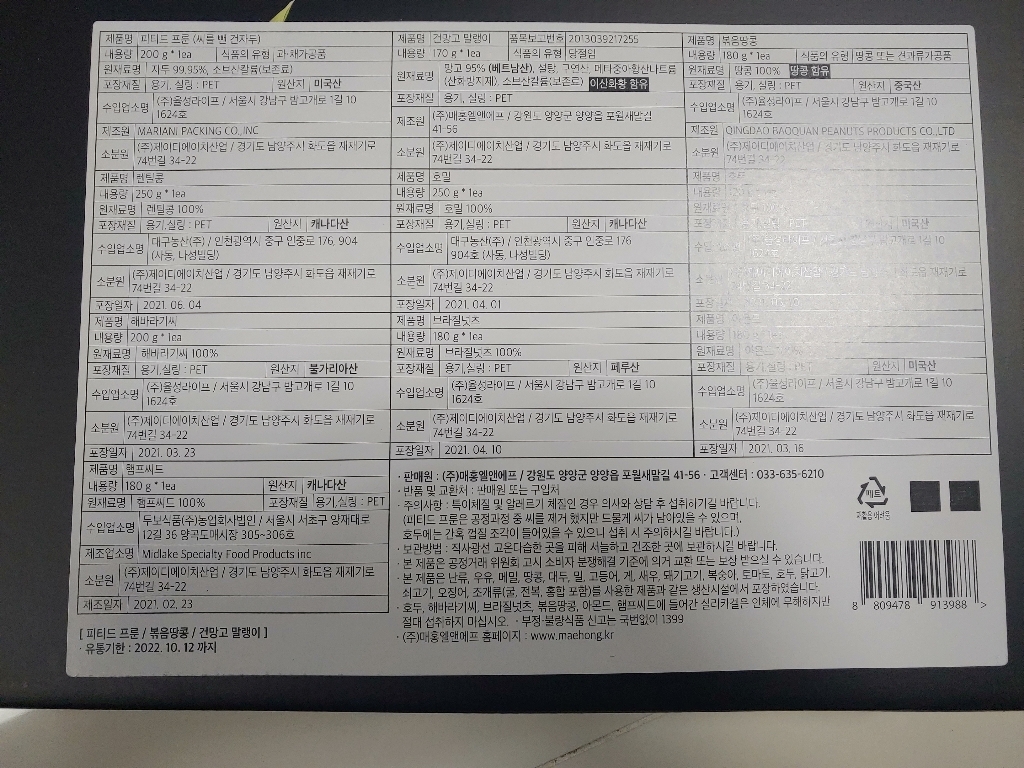 제품명 피티드 프룬 (씨를 뺀 건자두)
내용량 200 g * 1ea 식품의 유형 과·채가공품
원재료명 자두 99.95%, 소브산칼륨(보존료)
포장재질 용기, 실링 : PET 원산지 미국산
수입업소명 (주)올성라이프 / 서울시 강남구 밤고개로 1길 10
1624호
제조원 MARIANI PACKING CO.,INC
소분원 (주)제이디에이치산업 / 경기도 남양주시 화도읍 재재기로
74번길 34-22
제품명 렌틸콩
내용량 250 g * 1ea
원재료명 렌틸콩 100%
포장재질 용기,실링 : PET 원산지 캐나다산
수입업소명 대구농산(주) / 인천광역시 중구 인중로 176, 904
(사동, 나성빌딩)
소분원 (주)제이디에이치산업 / 경기도 남양주시 화도읍 재재기로
74번길 34-22
포장일자 2021. 06. 04
제품명 해바라기씨
내용량 200 g * 1ea
원재료명 해바라기씨 100%
포장재질 용기,실링 : PET 원산지 불가리아산
수입업소명 (주)올성라이프 / 서울시 강남구 밤고개로 1길 10
1624호
소분원 (주)제이디에이치산업 / 경기도 남양주시 화도읍 재재기로
74번길 34-22
포장일자 2021. 03. 23
제품명 햄프씨드
내용량 180 g * 1ea 원산지 캐나다산
원재료명 햄프씨드 100% 포장재질 용기,실링 : PET
수입업소명 두보식품(주)농업회사법인 / 서울시 서초구 양재대로
12길 36 양곡도매시장 305~306호
제조업소명 Midlake Specialty Food Products inc
소분원 (주)제이디에이치산업 / 경기도 남양주시 화도읍 재재기로
74번길 34-22
제조일자 2021. 02. 23
[ 피티드 프룬 / 볶음땅콩 / 건망고 말랭이 ]
· 유통기한 : 2022. 10. 12 까지
제품명 건망고 말랭이 품목보고번호 2013039217255
내용량 170 g * 1ea 식품의 유형 당절임
원재료명 망고 95% (베트남산), 설탕, 구연산, 메타중아황산나트륨
(산화방지제), 소브산칼륨(보존료) 이산화황 함유
포장재질 용기, 실링 : PET
제조원 (주)매홍엘앤에프 / 강원도 양양군 양양읍 포월새말길
41-56
소분원 (주)제이디에이치산업 / 경기도 남양주시 화도읍 재재기로
74번길 34-22
제품명 호밀
내용량 250 g * 1ea
원재료명 호밀 100%
포장재질 용기,실링 : PET 원산지 캐나다산
수입업소명 대구농산(주) / 인천광역시 중구 인중로 176
904호 (사동, 나성빌딩)
소분원 (주)제이디에이치산업 / 경기도 남양주시 화도읍 재재기로
74번길 34-22
포장일자 2021. 04. 01
제품명 브라질넛츠
내용량 180 g * 1ea
원재료명 브라질넛츠 100%
포장재질 용기,실링 : PET 원산지 페루산
수입업소명 (주)올성라이프 / 서울시 강남구 밤고개로 1길 10
1624호
소분원 (주)제이디에이치산업 / 경기도 남양주시 화도읍 재재기로
74번길 34-22
포장일자 2021. 04. 10
제품명 볶음땅콩
내용량 180 g * 1ea 식품의 유형 땅콩 또는 견과류가공품
원재료명 땅콩 100% 땅콩 함유
포장재질 용기, 실링 : PET 원산지 중국산
수입업소명 (주)올성라이프 / 서울시 강남구 밤고개로 1길 10
1624호
제조원 QINGDAO BAOQUAN PEANUTS PRODUCTS CO.,LTD
소분원 (주)제이디에이치산업 / 경기도 남양주시 화도읍 재재기로
74번길 34-22
제품명
내용량
원재료명
원산지 미국산
1624호
소분원
74번길 34-22
제품명
내용량
원재료명
포장재질 용기,실링 : PET 원산지 미국산
수입업소명 (주)올성라이프 / 서울시 강남구 밤고개로 1길 10
1624호
소분원 (주)제이디에이치산업 / 경기도 남양주시 화도읍 재재기로
74번길 34-22
포장일자 2021. 03. 16
· 판매원 : (주)매홍엘앤에프 / 강원도 양양군 양양읍 포월새말길 41-56 · 고객센터 : 033-635-6210
· 반품 및 교환처 : 판매원 또는 구입처
· 주의사항 : 특이체질 및 알레르기 체질인 경우 의사와 상담 후 섭취하기길 바랍니다.
(피티드 프룬은 공정과정 중 씨를 제거 했지만 드물게 씨가 남아있을 수 있으며,
호두에는 간혹 껍질 조각이 들어있을 수 있으니 섭취 시 주의하시길 바랍니다.)
· 보관방법 : 직사광선 고온다습한 곳을 피해 서늘하고 건조한 곳에 보관하시길 바랍니다.
· 본 제품은 공정거래 위원회 고시 소비자 분쟁해결 기준에 의거 교환 또는 보상 받으실 수 있습니다.
· 본 제품은 난류, 우유, 메밀, 땅콩, 대두, 밀, 고등어, 게, 새우, 돼지고기, 복숭아, 토마토, 호두, 닭고기,
쇠고기, 오징어, 조개류(굴, 전복, 홍합 포함)를 사용한 제품과 같은 생산시설에서 포장하였습니다.
· 호두, 해바라기씨, 브라질넛츠, 볶음땅콩, 아몬드, 햄프씨드에 들어간 실리카겔은 인체에 무해하지만
절대 섭취하지 마십시오. · 부정·불량식품 신고는 국번없이 1399
· (주)매홍엘앤에프 홈페이지 : www.maehong.kr
페트
8 809478 913988 >